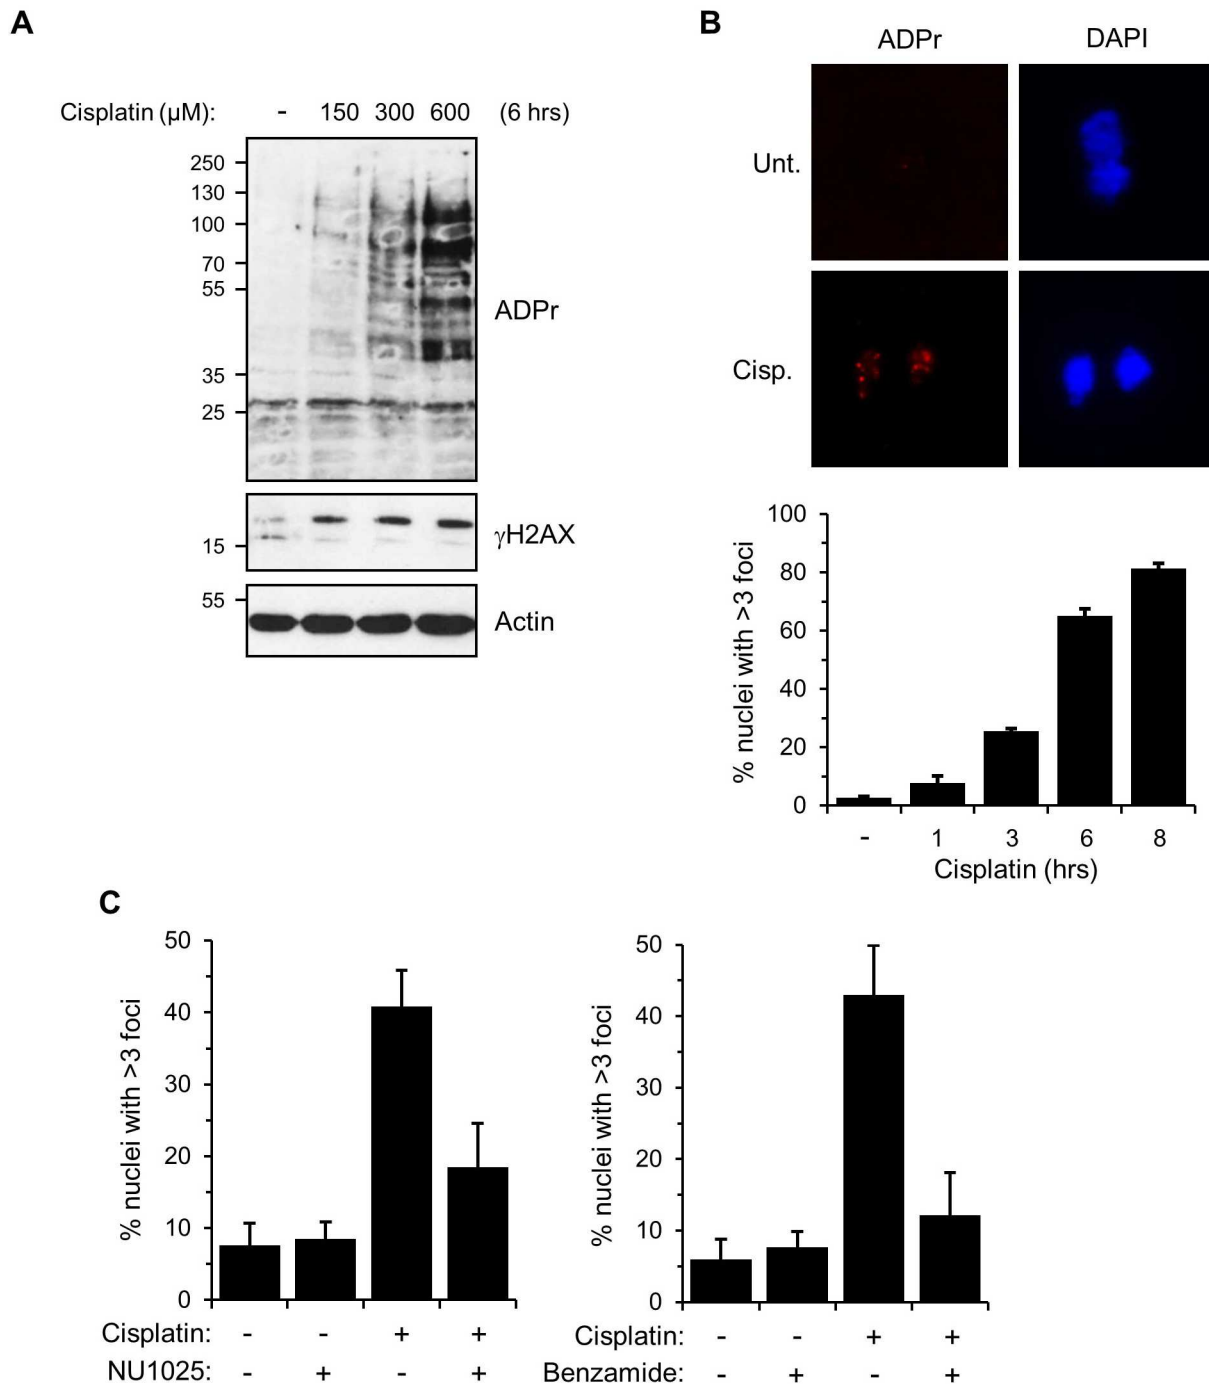 A
Cisplatin (µM): - 150 300 600 (6 hrs)
250
130
100
70
55
35
25
ADPr
15
γH2AX
55
Actin
B
ADPr DAPI
Unt.
Cisp.
% nuclei with >3 foci
100
80
60
40
20
0
- 1 3 6 8
Cisplatin (hrs)
C
% nuclei with >3 foci
50
40
30
20
10
0
Cisplatin: - - + +
NU1025: - + - +
% nuclei with >3 foci
50
40
30
20
10
0
Cisplatin: - - + +
Benzamide: - + - +